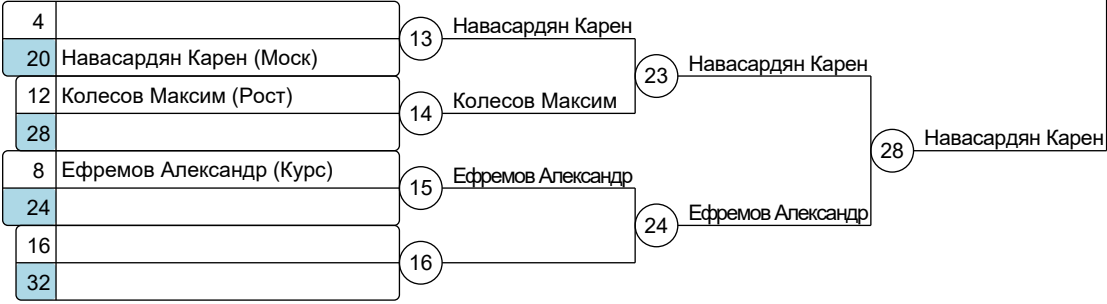 4
20 Навасардян Карен (Моск)
12 Колесов Максим (Рост)
28
8 Ефремов Александр (Курс)
24
16
32
13 Навасардян Карен
14 Колесов Максим
15 Ефремов Александр
16
23 Навасардян Карен
24 Ефремов Александр
28 Навасардян Карен